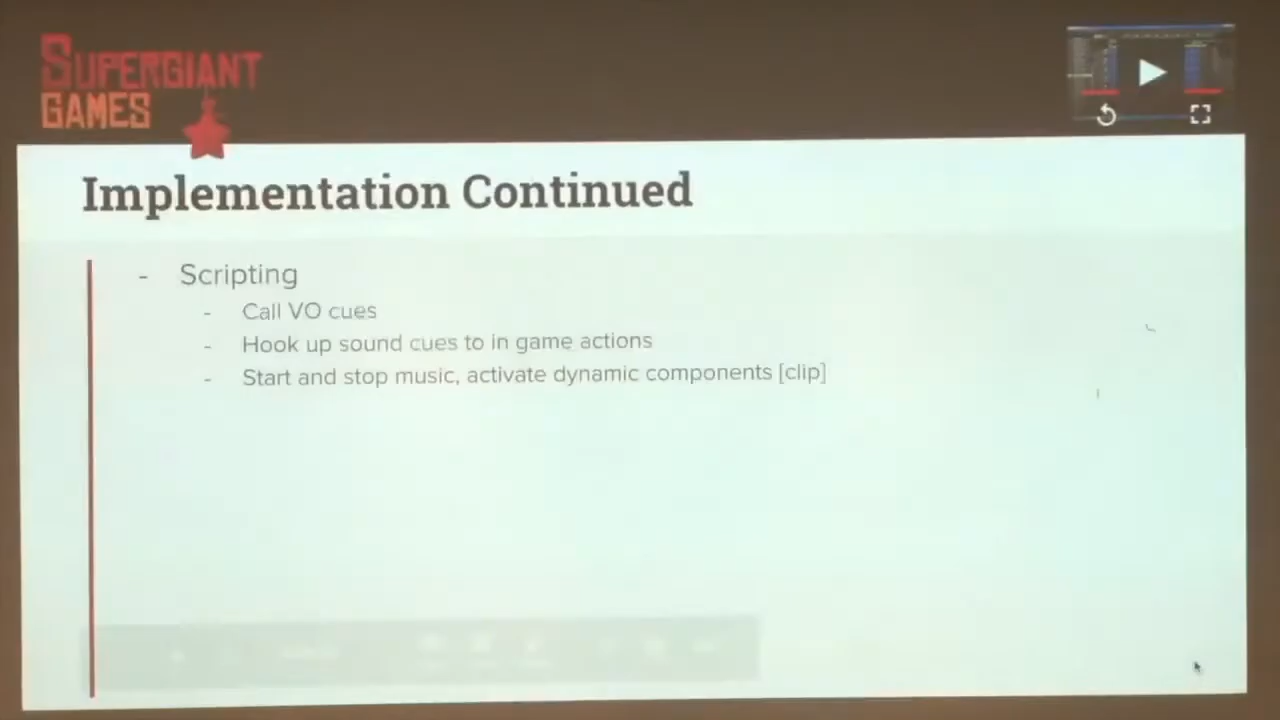 SUPERGIANT
GAMES
Implementation Continued
- Scripting
- Call VO cues
- Hook up sound cues to in game actions
- Start and stop music, activate dynamic components [clip]